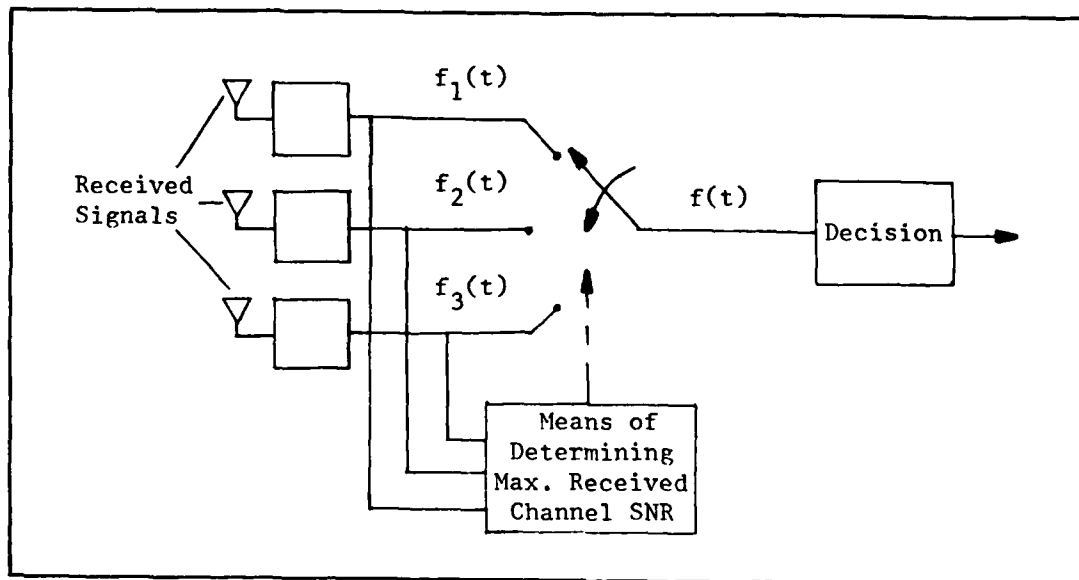 f₁(t)
Received
Signals
f₂(t)
f(t)
Decision
f₃(t)
Means of
Determining
Max. Received
Channel SNR